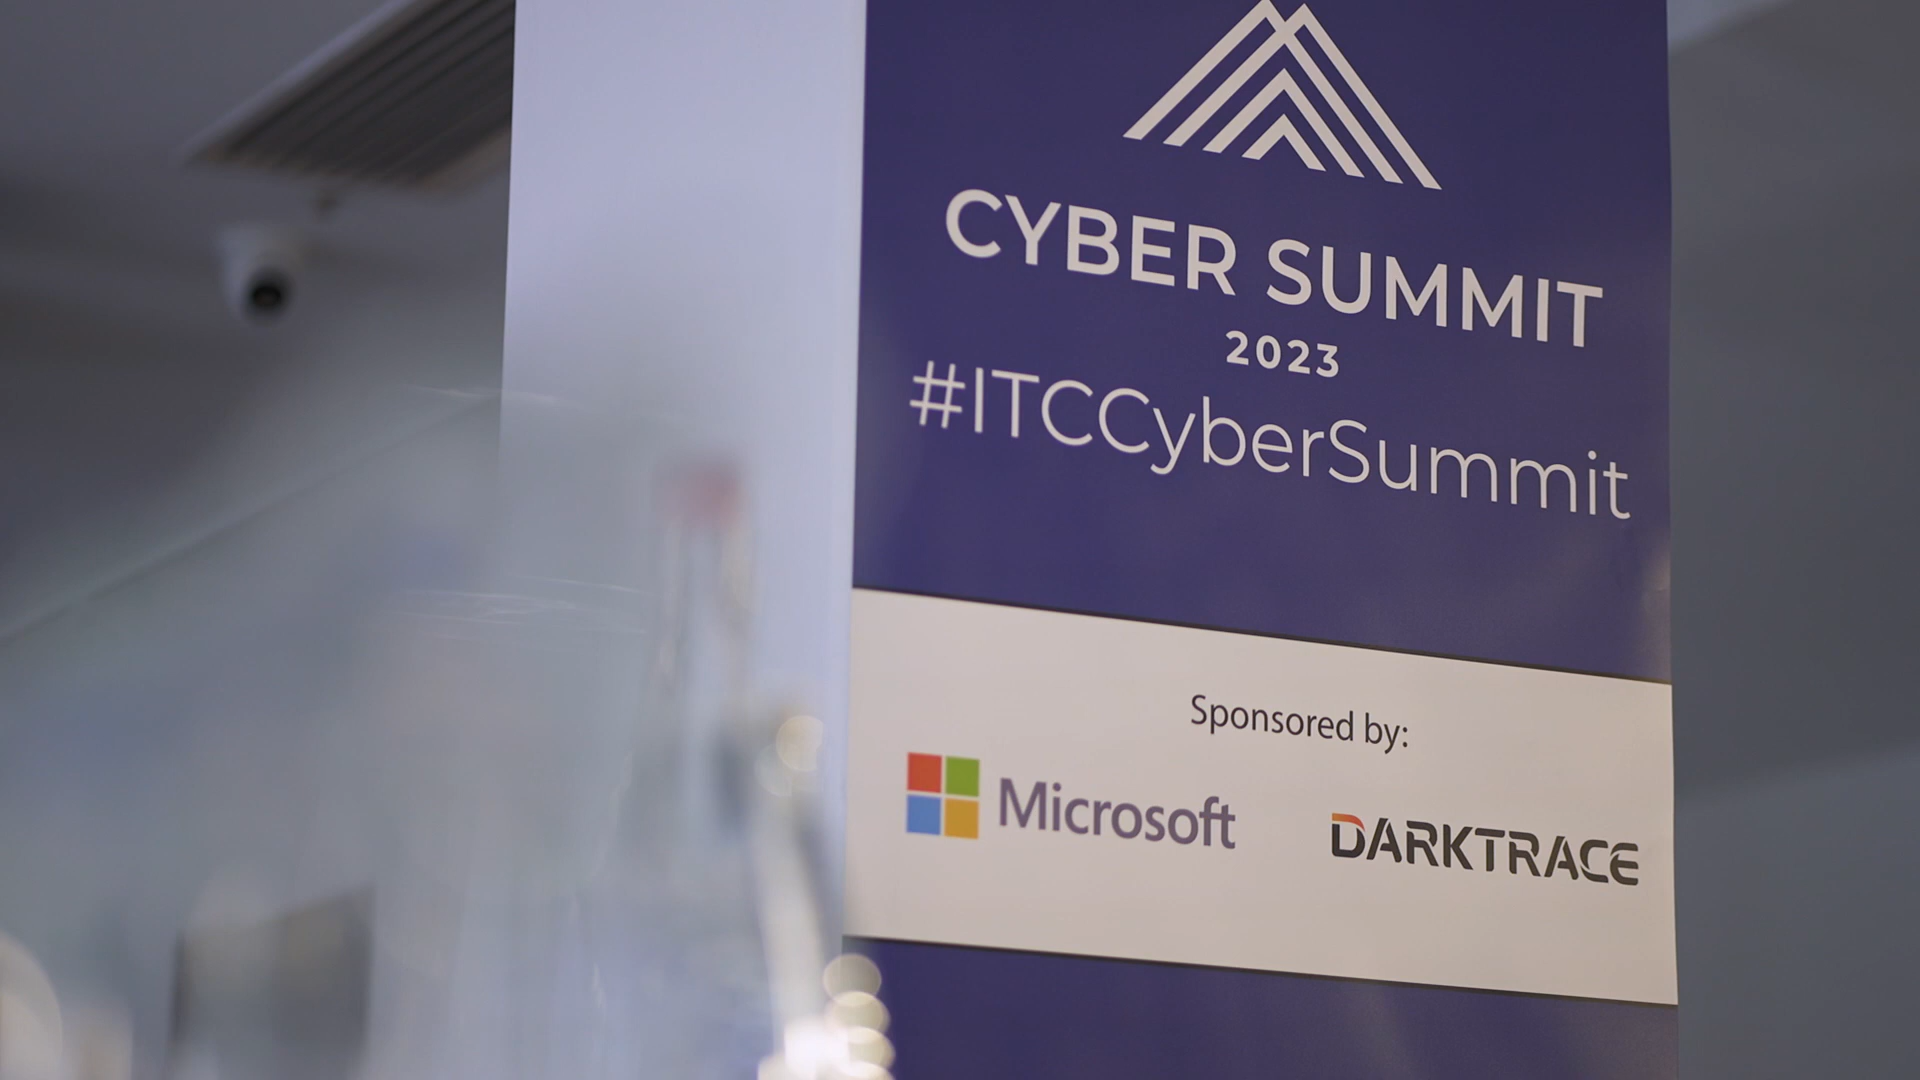 CYBER SUMMIT
2023
#ITCCyberSummit
Sponsored by:
Microsoft DARKTRACE